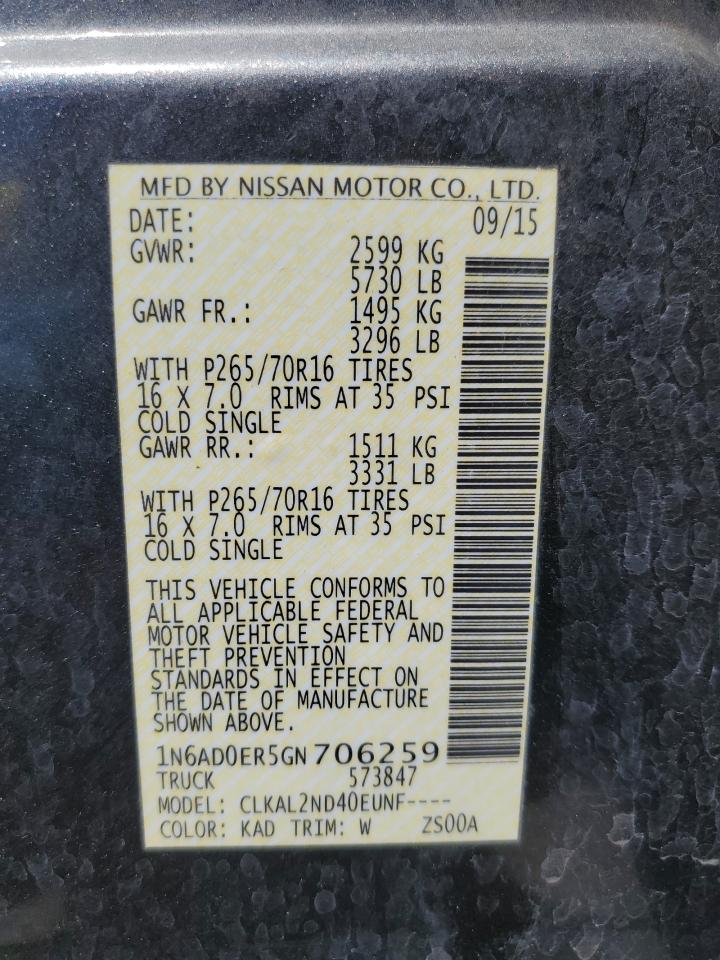 MFD BY NISSAN MOTOR CO., LTD.
DATE: 09/15
GVWR: 2599 KG
5730 LB
GAWR FR.: 1495 KG
3296 LB
WITH P265/70R16 TIRES
16 X 7.0 RIMS AT 35 PSI
COLD SINGLE
GAWR RR.: 1511 KG
3331 LB
WITH P265/70R16 TIRES
16 X 7.0 RIMS AT 35 PSI
COLD SINGLE
THIS VEHICLE CONFORMS TO
ALL APPLICABLE FEDERAL
MOTOR VEHICLE SAFETY AND
THEFT PREVENTION
STANDARDS IN EFFECT ON
THE DATE OF MANUFACTURE
SHOWN ABOVE.
1N6AD0ER5GN706259
TRUCK 573847
MODEL: CLKAL2ND40EUNF----
COLOR: KAD TRIM: W ZS00A